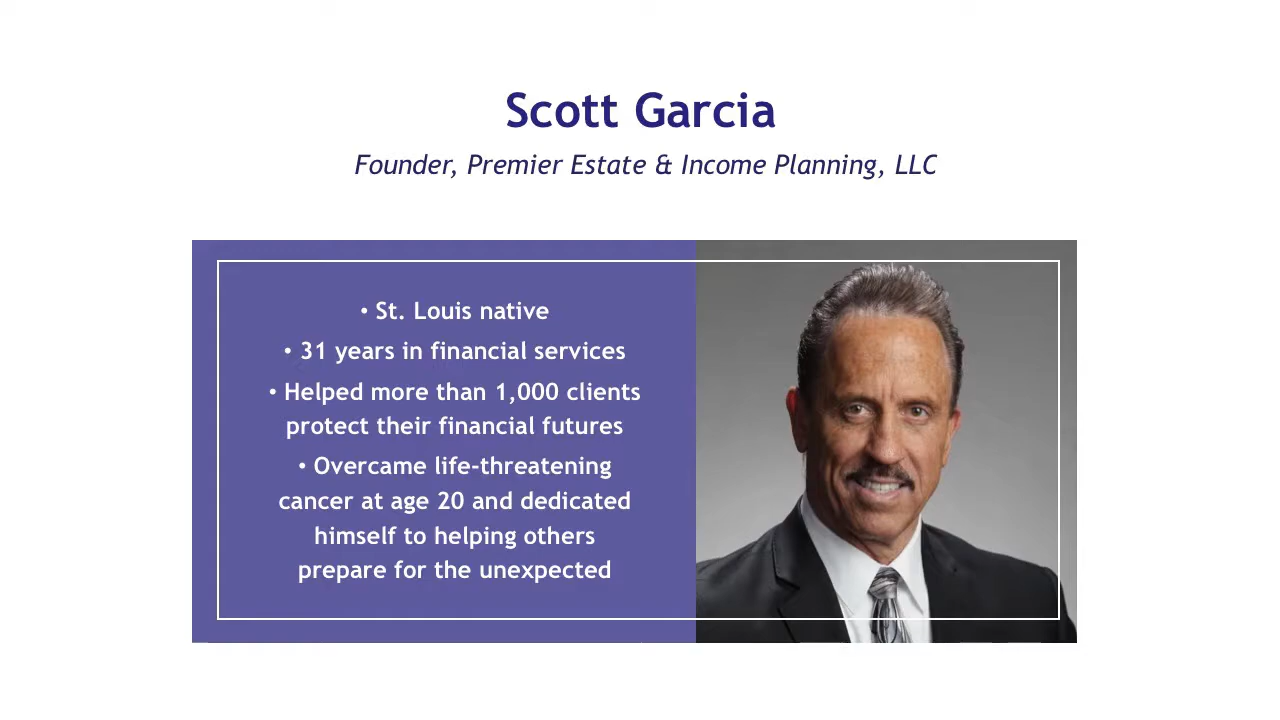 Scott Garcia
Founder, Premier Estate & Income Planning, LLC
• St. Louis native
• 31 years in financial services
• Helped more than 1,000 clients
protect their financial futures
• Overcame life-threatening
cancer at age 20 and dedicated
himself to helping others
prepare for the unexpected